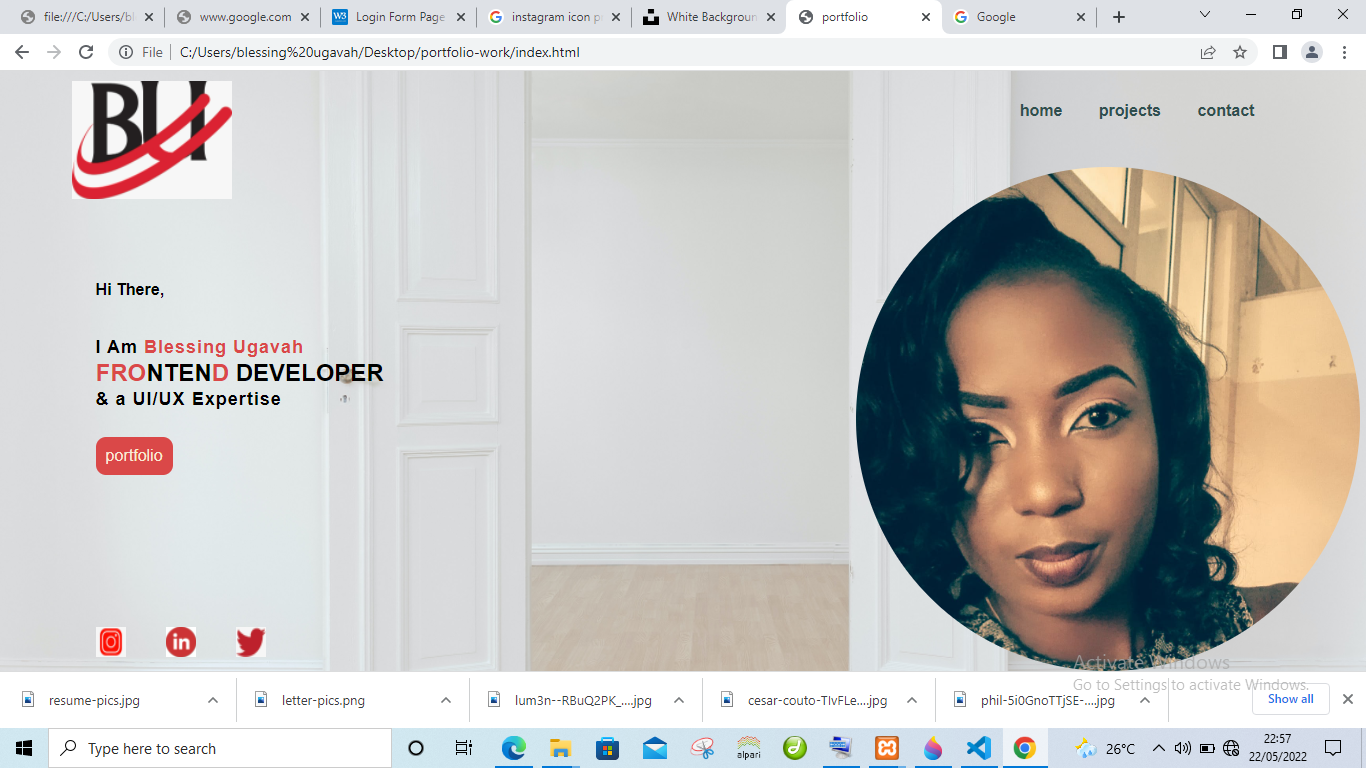 file:///C:/Users/bl
www.google.com
Login Form Page
instagram icon p
White Backgroun
portfolio
Google
File
C:/Users/blessing%20ugavah/Desktop/portfolio-work/index.html
BU
home projects contact
Hi There,
I Am Blessing Ugavah
FRONTEND DEVELOPER
& a UI/UX Expertise
portfolio
in
Activate Windows
Go to Settings to activate Windows.
resume-pics.jpg
letter-pics.png
lum3n--RBuQ2PK_....jpg
cesar-couto-TIvFLe....jpg
phil-5i0GnoTTjSE-....jpg
Show all
Type here to search
alpari
26°C
22:57
22/05/2022